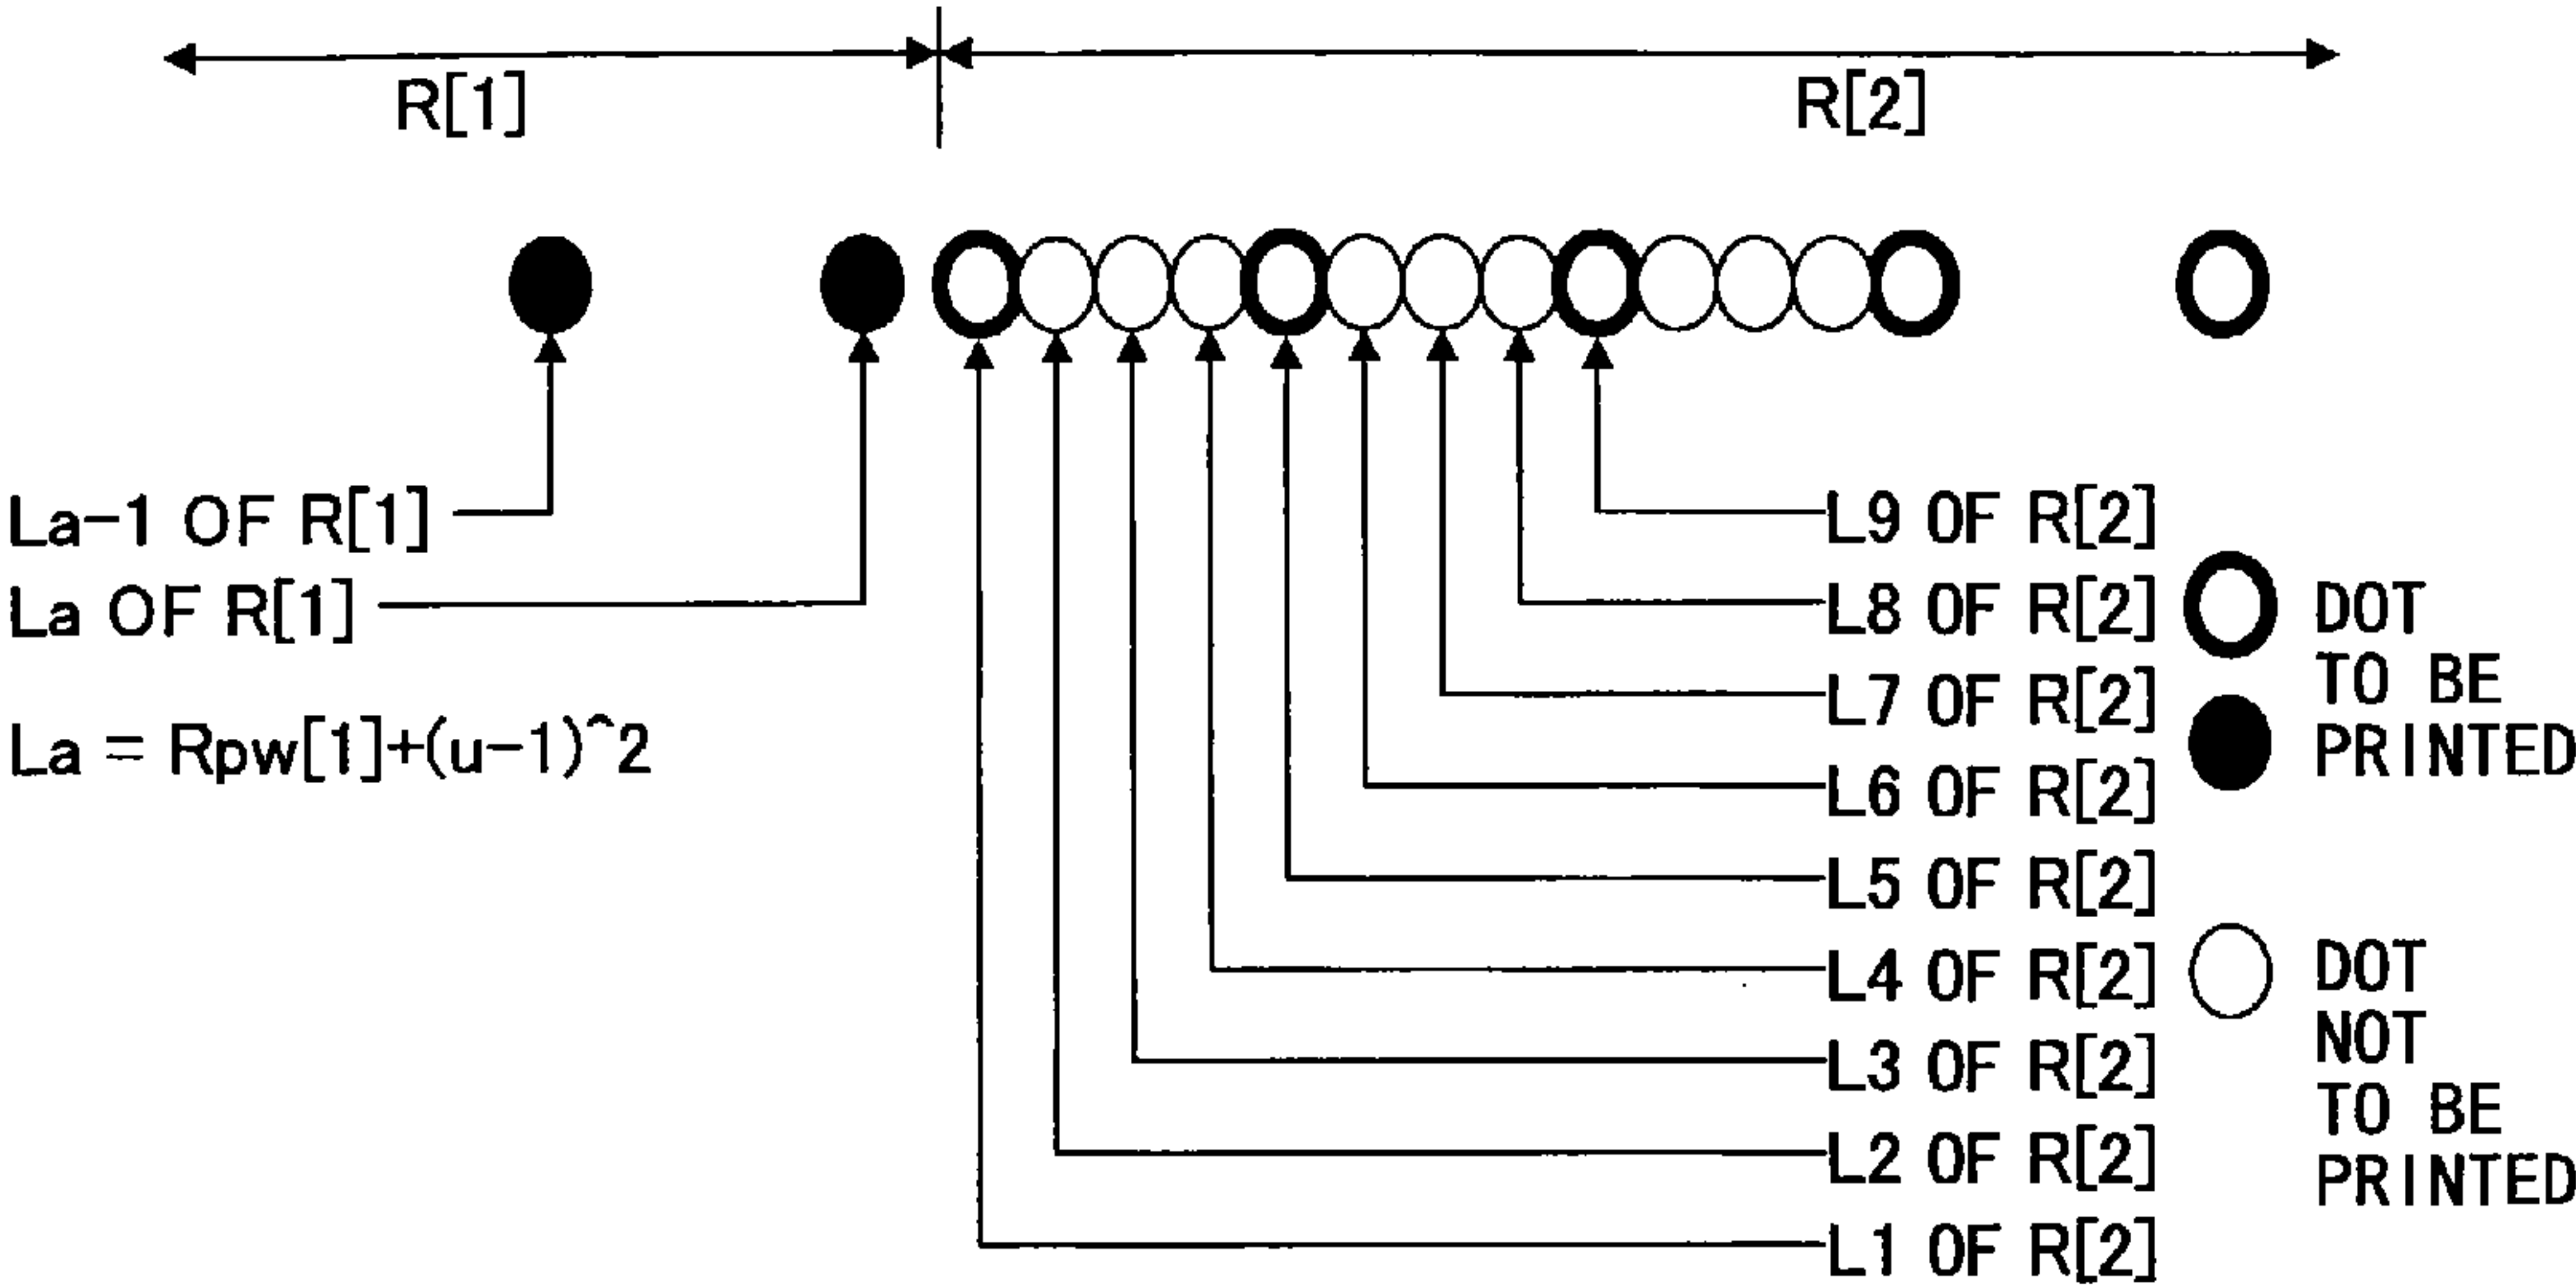 R[1]
R[2]
La-1 OF R[1]
La OF R[1]
La = Rpw[1]+(u-1)^2
L9 OF R[2]
L8 OF R[2]
L7 OF R[2]
L6 OF R[2]
L5 OF R[2]
L4 OF R[2]
L3 OF R[2]
L2 OF R[2]
L1 OF R[2]
DOT
TO BE
PRINTED
DOT
NOT
TO BE
PRINTED